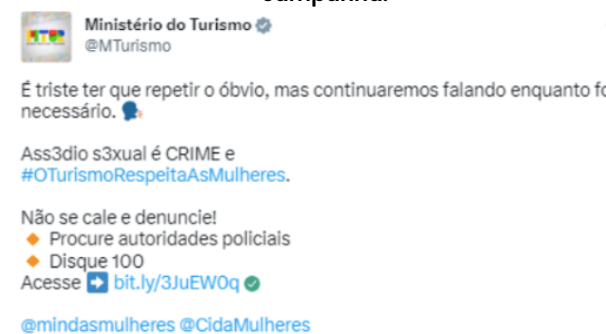 Ministério do Turismo
@MTurismo
É triste ter que repetir o óbvio, mas continuaremos falando enquanto
necessário. 🗣️
Ass3dio s3xual é CRIME e
#OTurismoRespeitaAsMulheres.
Não se cale e denuncie!
🔸 Procure autoridades policiais
🔸 Disque 100
Acesse ➡️ bit.ly/3JuEW0q
@mindasmulheres @CidaMulheres